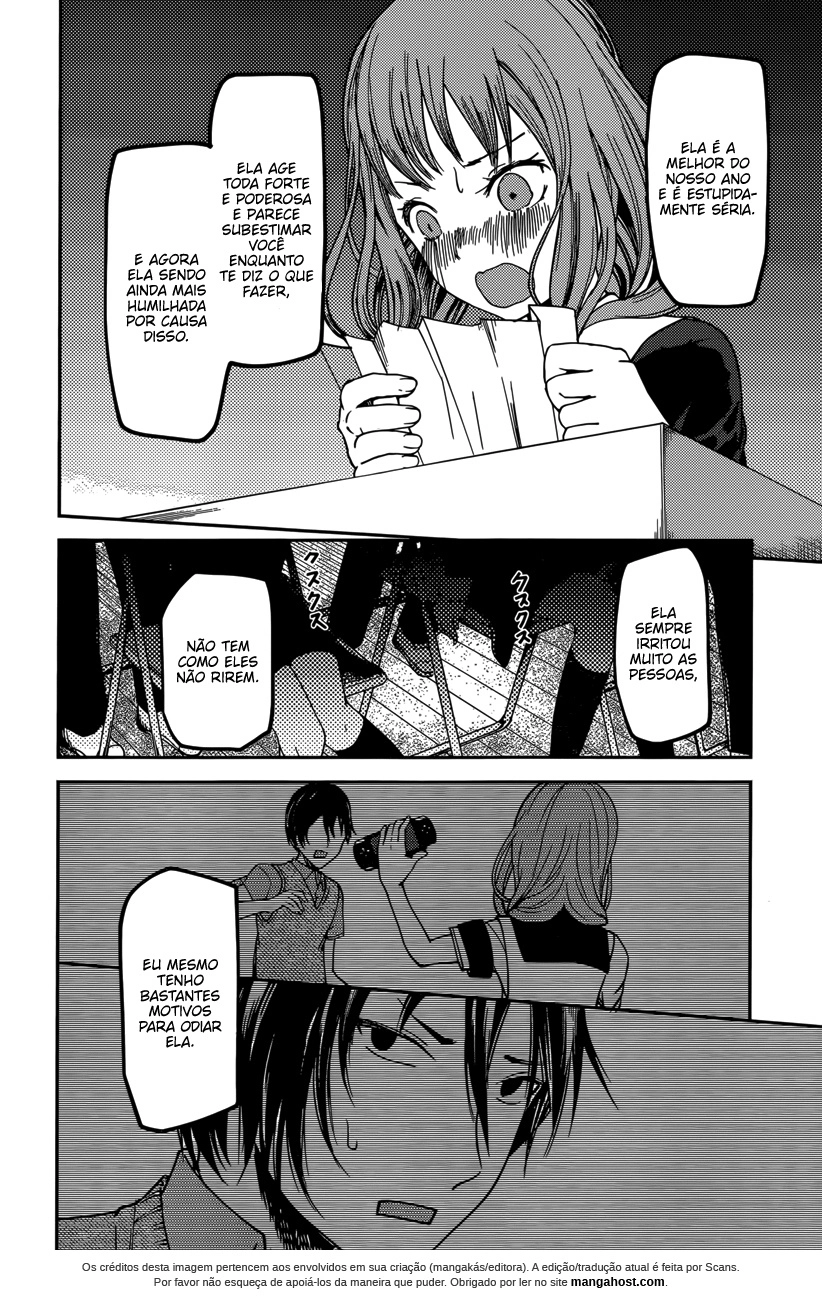 ELA É A
MELHOR DO
NOSSO ANO
E É ESTUPIDA-
MENTE SÉRIA.
ELA AGE
TODA FORTE
E PODEROSA
E PARECE
SUBESTIMAR
VOCÊ
ENQUANTO
TE DIZ O QUE
FAZER,
E AGORA
ELA SENDO
AINDA MAIS
HUMILHADA
POR CAUSA
DISSO.
ELA
SEMPRE
IRRITOU
MUITO AS
PESSOAS,
クスクス
クスクス
NÃO TEM
COMO ELES
NÃO RIREM.
EU MESMO
TENHO
BASTANTES
MOTIVOS
PARA ODIAR
ELA.
Os créditos desta imagem pertencem aos envolvidos em sua criação (mangakás/editora). A edição/tradução atual é feita por Scans.
Por favor não esqueça de apoiá-los da maneira que puder. Obrigado por ler no site mangahost.com.